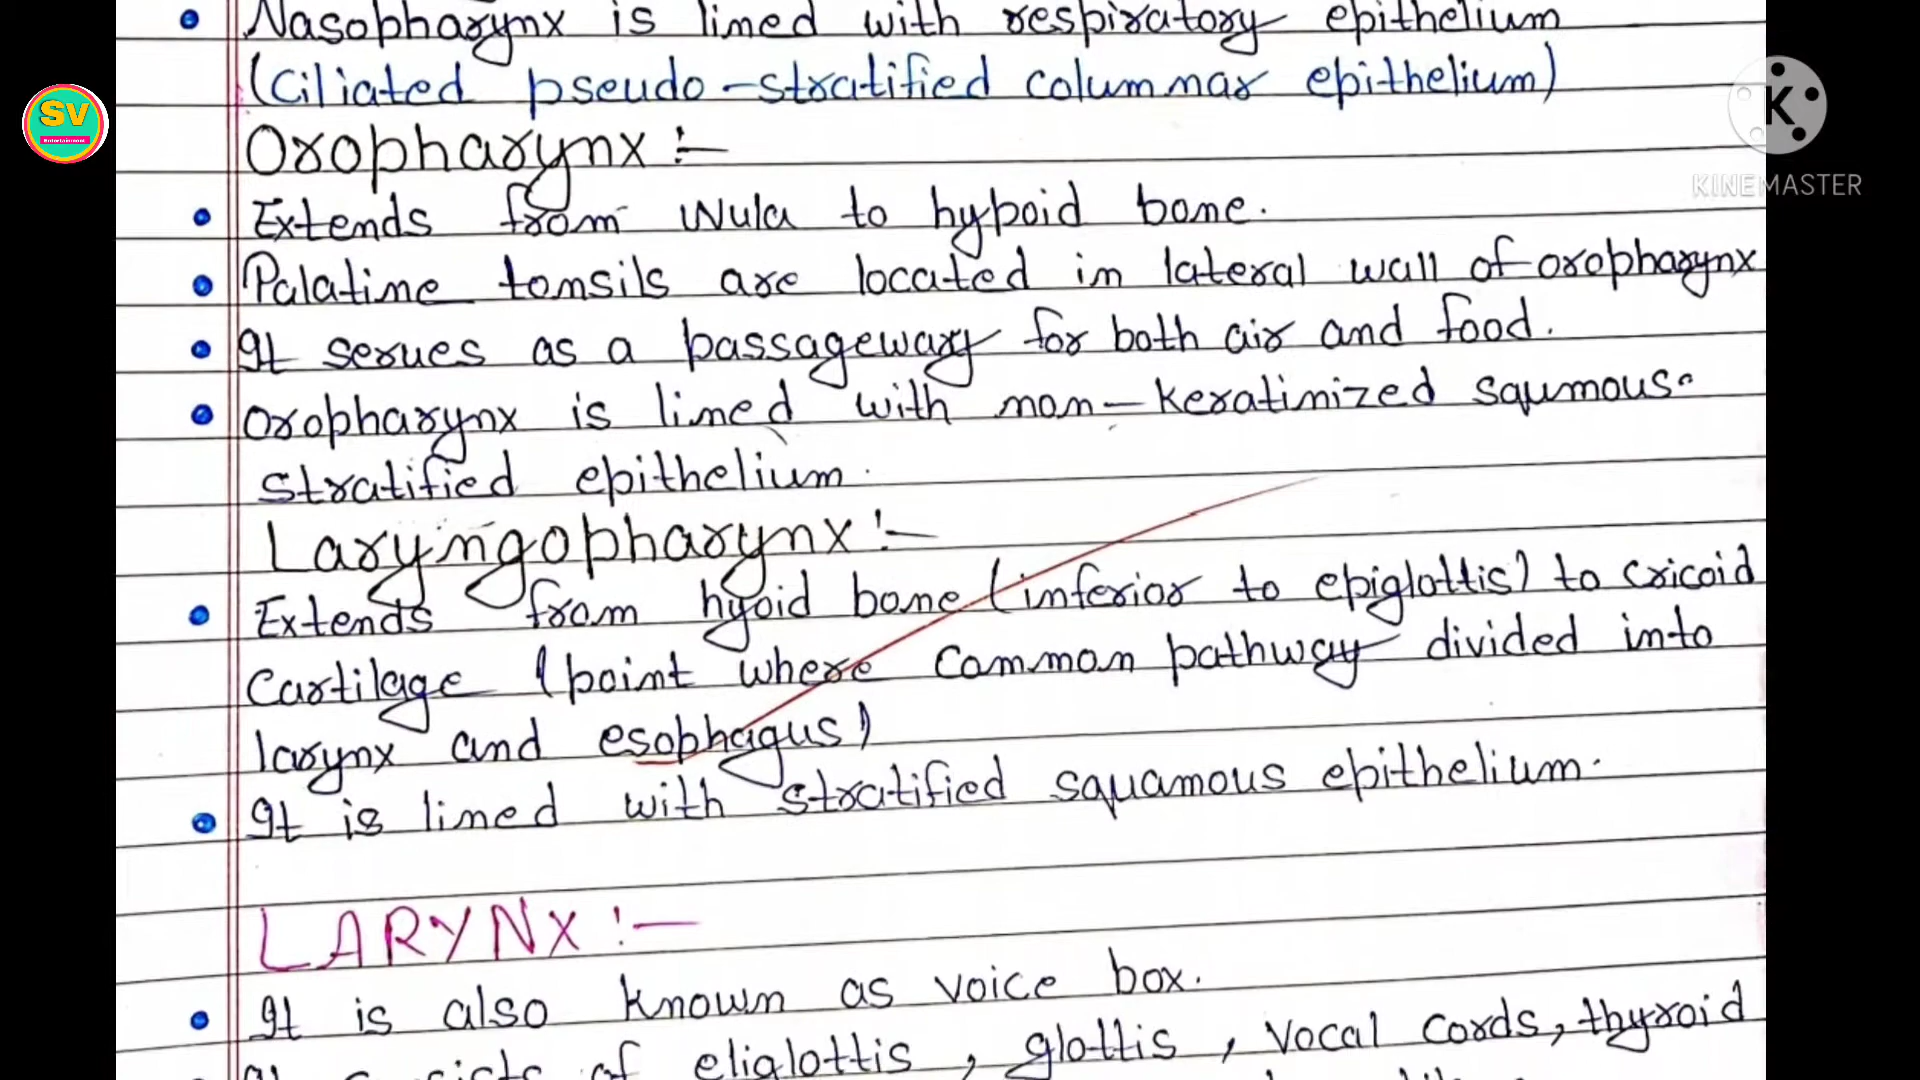 • Nasopharynx is lined with respiratory epithelium
(Ciliated pseudo-stratified columnar epithelium)
SV
Entertainment
K
KINEMASTER
Oropharynx :-
• Extends from uvula to hypoid bone.
• Palatine tonsils are located in lateral wall of oropharynx
• It serves as a passageway for both air and food.
• Oropharynx is lined with non-keratinized squmous
stratified epithelium.
Laryngopharynx :-
• Extends from hyoid bone (inferior to epiglottis) to cricoid
cartilage (point where common pathway divided into
larynx and esophagus)
• It is lined with stratified squamous epithelium.
LARYNX :-
• It is also known as voice box.
of eliglottis, glottis, vocal cords, thyroid